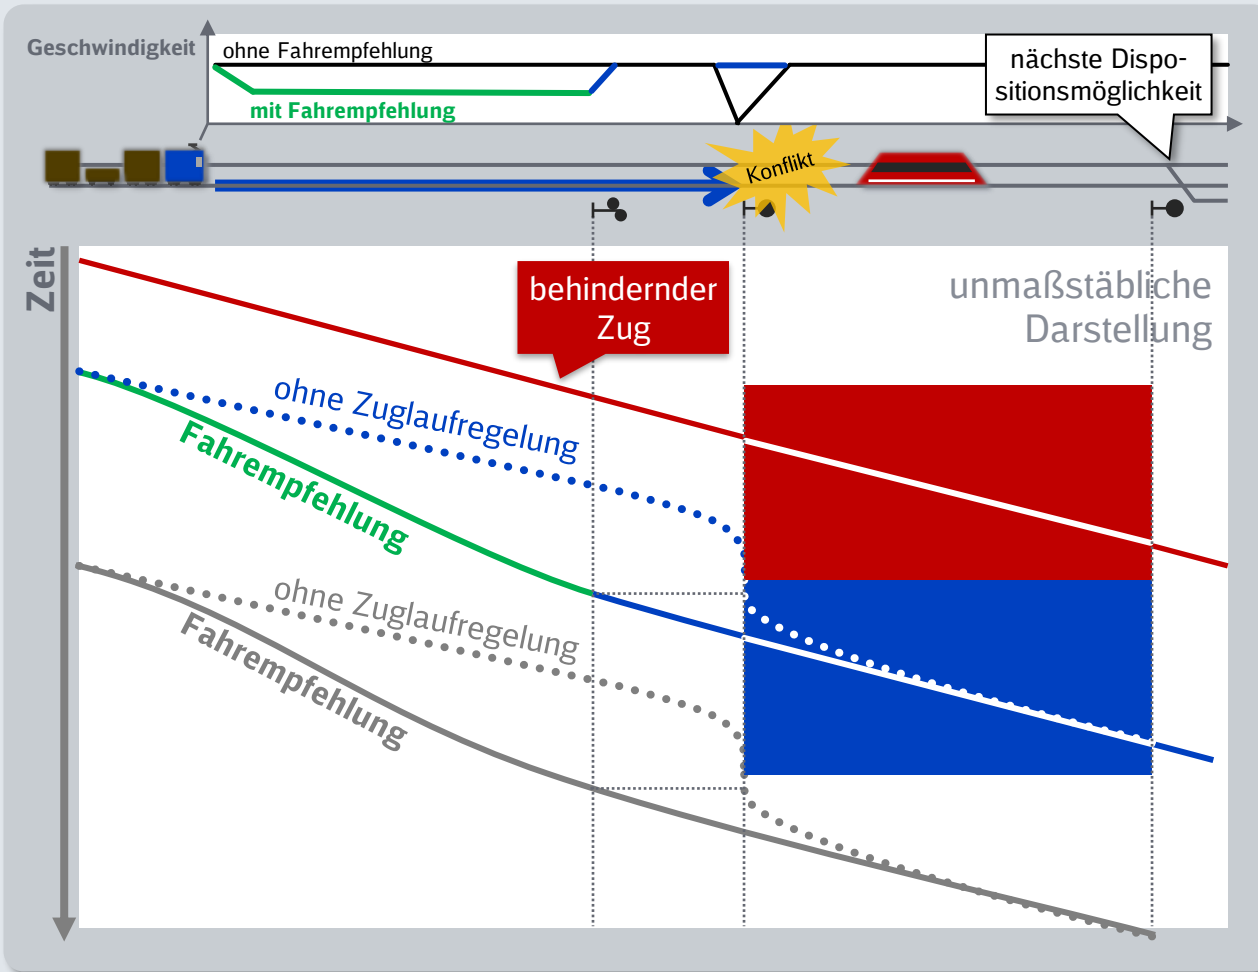 Geschwindigkeit
ohne Fahrempfehlung
mit Fahrempfehlung
nächste Dispo-
sitionsmöglichkeit
Konflikt
Zeit
behindernder
Zug
unmaßstäbliche
Darstellung
ohne Zuglaufregelung
Fahrempfehlung
ohne Zuglaufregelung
Fahrempfehlung